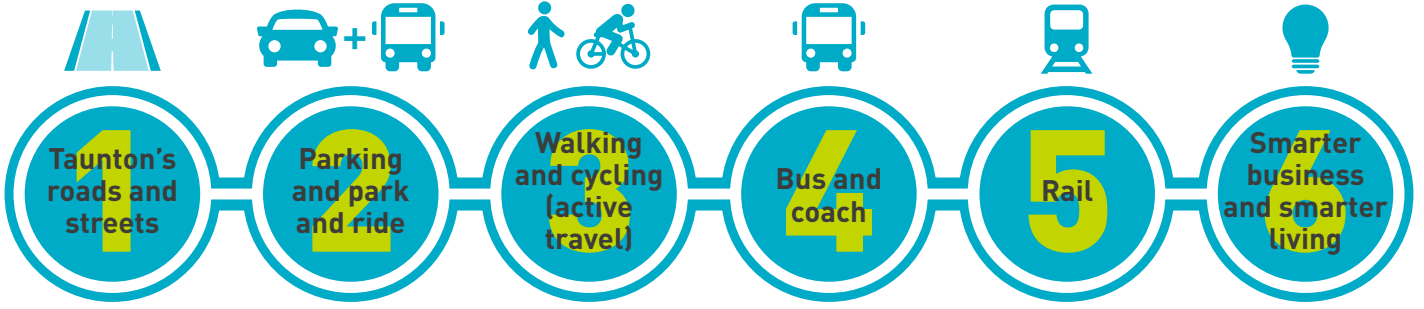 1
Taunton's
roads and
streets
2
Parking
and park
and ride
3
Walking
and cycling
(active
travel)
4
Bus and
coach
5
Rail
6
Smarter
business
and smarter
living
+